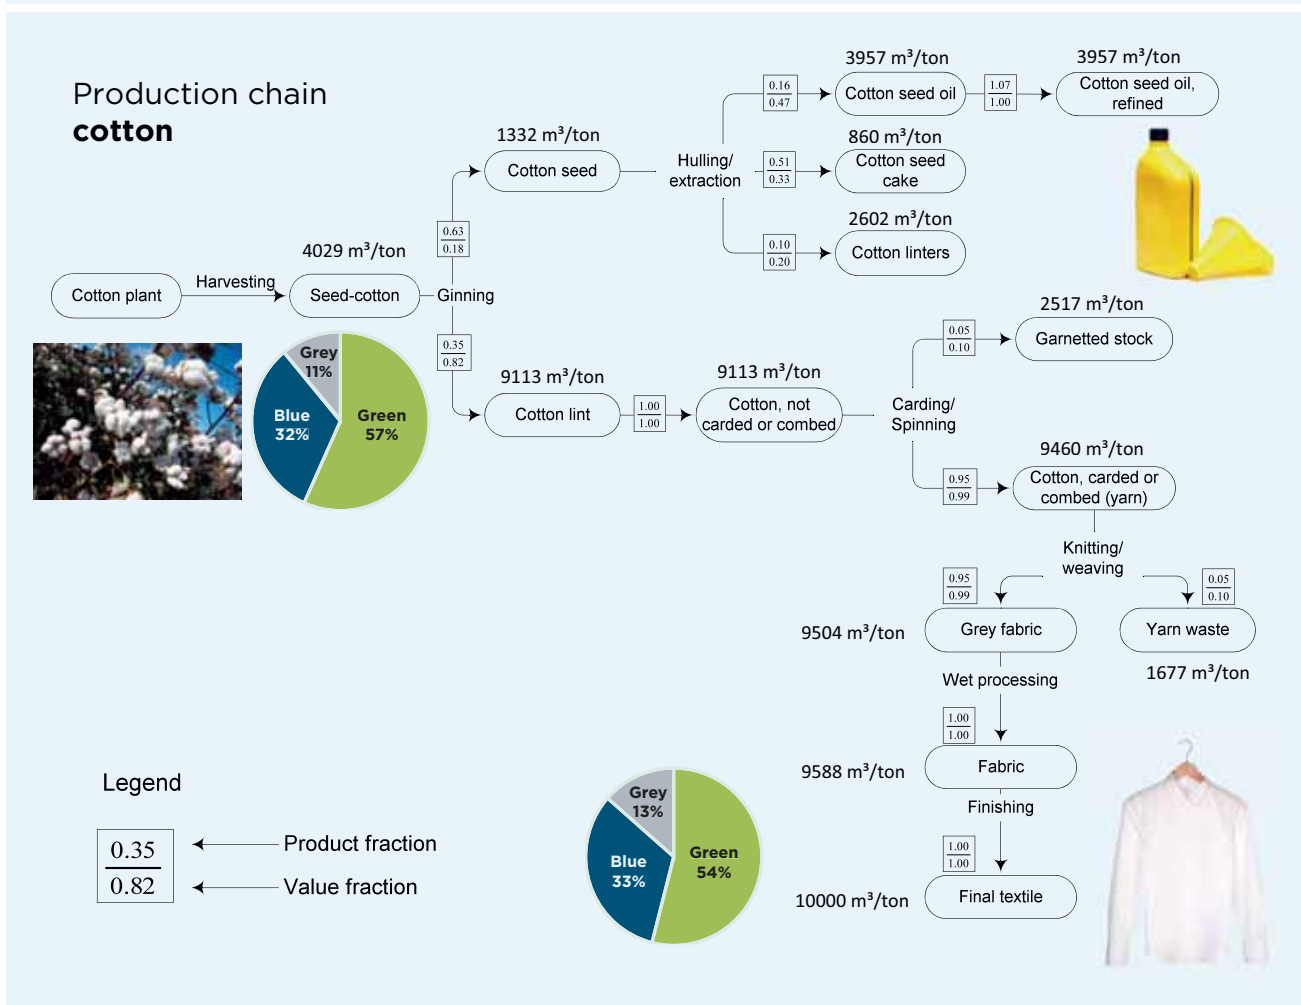 Production chain
cotton
3957 m³/ton
3957 m³/ton
0.16
0.47
Cotton seed oil
1.07
1.00
Cotton seed oil,
refined
1332 m³/ton
Cotton seed
Hulling/
extraction
860 m³/ton
0.51
0.33
Cotton seed
cake
2602 m³/ton
0.10
0.20
Cotton linters
0.63
0.18
4029 m³/ton
Cotton plant
Harvesting
Seed-cotton
Ginning
0.35
0.82
2517 m³/ton
0.05
0.10
Garnetted stock
Grey
11%
Blue
32%
Green
57%
9113 m³/ton
Cotton lint
1.00
1.00
9113 m³/ton
Cotton, not
carded or combed
Carding/
Spinning
9460 m³/ton
0.95
0.99
Cotton, carded or
combed (yarn)
Knitting/
weaving
0.95
0.99
0.05
0.10
9504 m³/ton
Grey fabric
Yarn waste
1677 m³/ton
Wet processing
1.00
1.00
9588 m³/ton
Fabric
Finishing
1.00
1.00
10000 m³/ton
Final textile
Grey
13%
Blue
33%
Green
54%
Legend
0.35
0.82
Product fraction
Value fraction